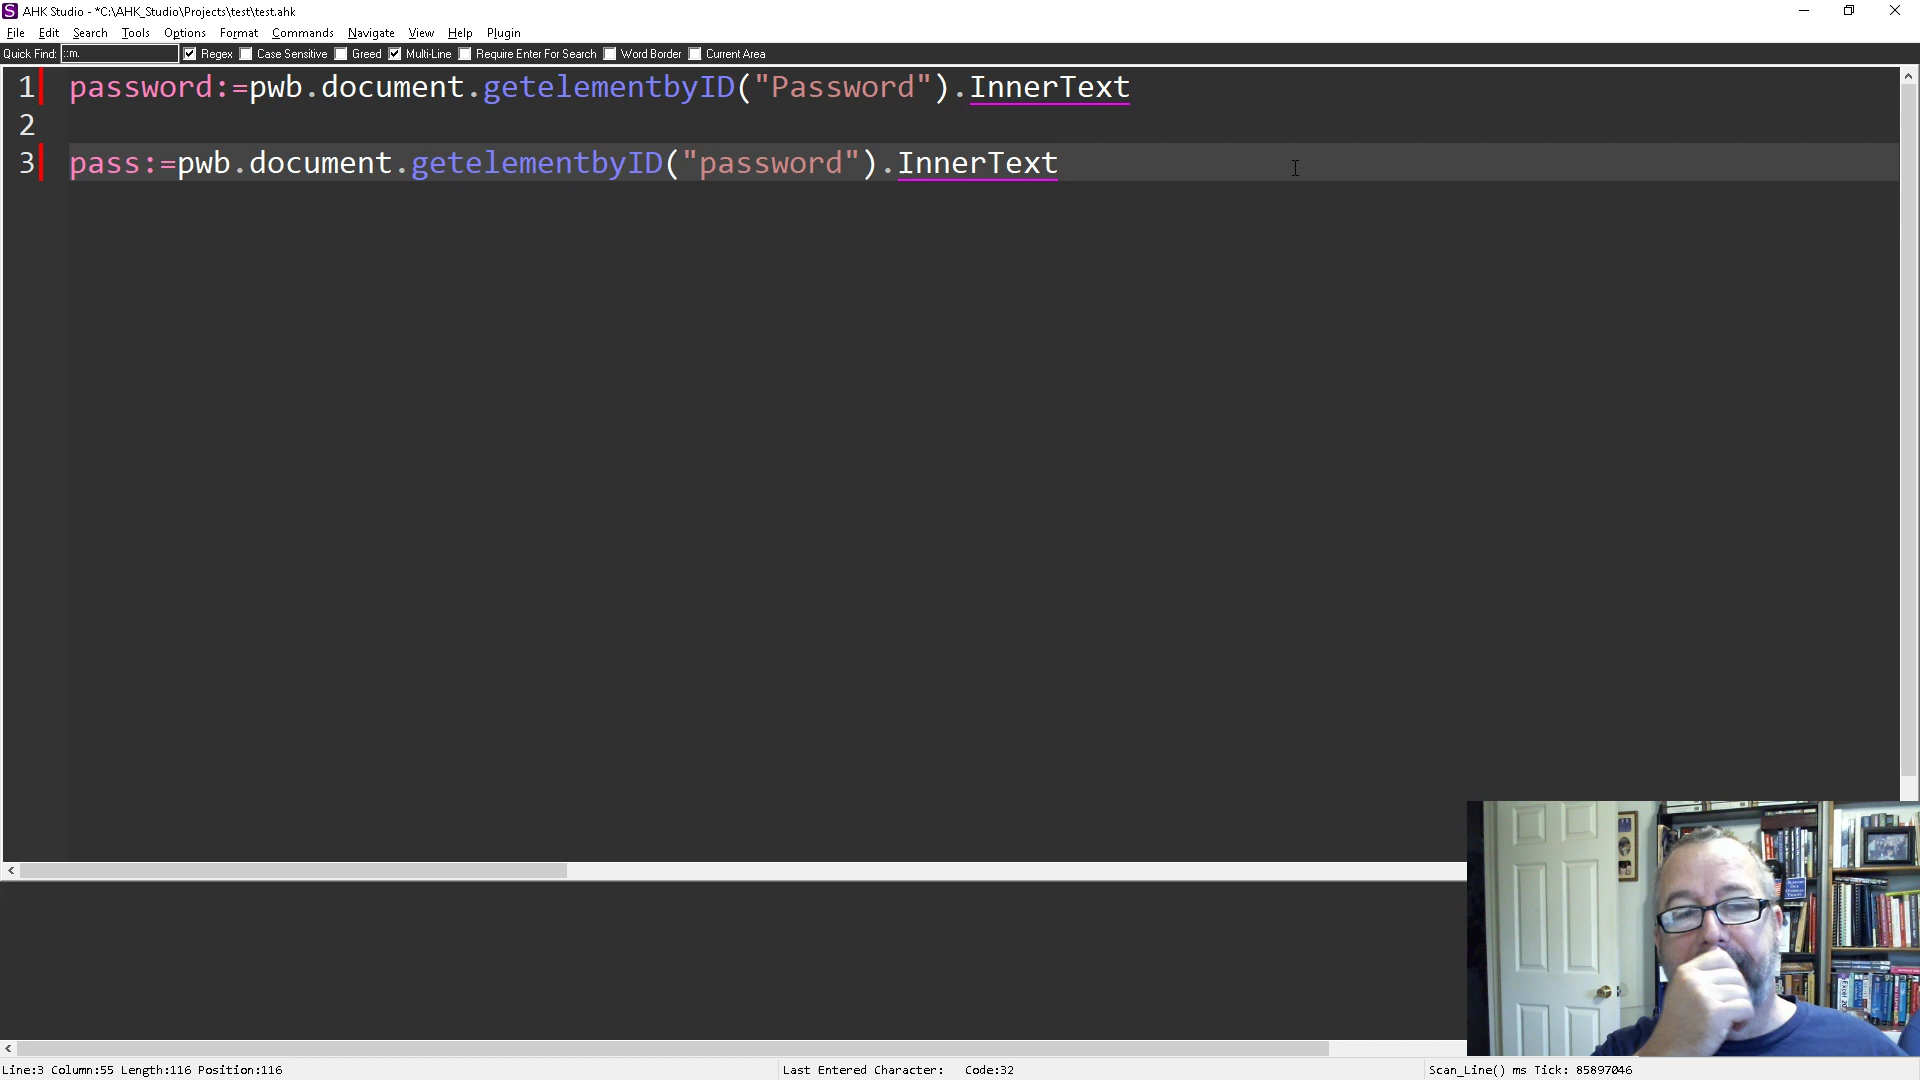 S AHK Studio - *C:\AHK_Studio\Projects\test\test.ahk
File Edit Search Tools Options Format Commands Navigate View Help Plugin
Quick Find: ::m. Regex Case Sensitive Greed Multi-Line Require Enter For Search Word Border Current Area
1 password:=pwb.document.getelementbyID("Password").InnerText
2
3 pass:=pwb.document.getelementbyID("password").InnerText
Line:3 Column:55 Length:116 Position:116 Last Entered Character: Code:32 Scan_Line() ms Tick: 85897046